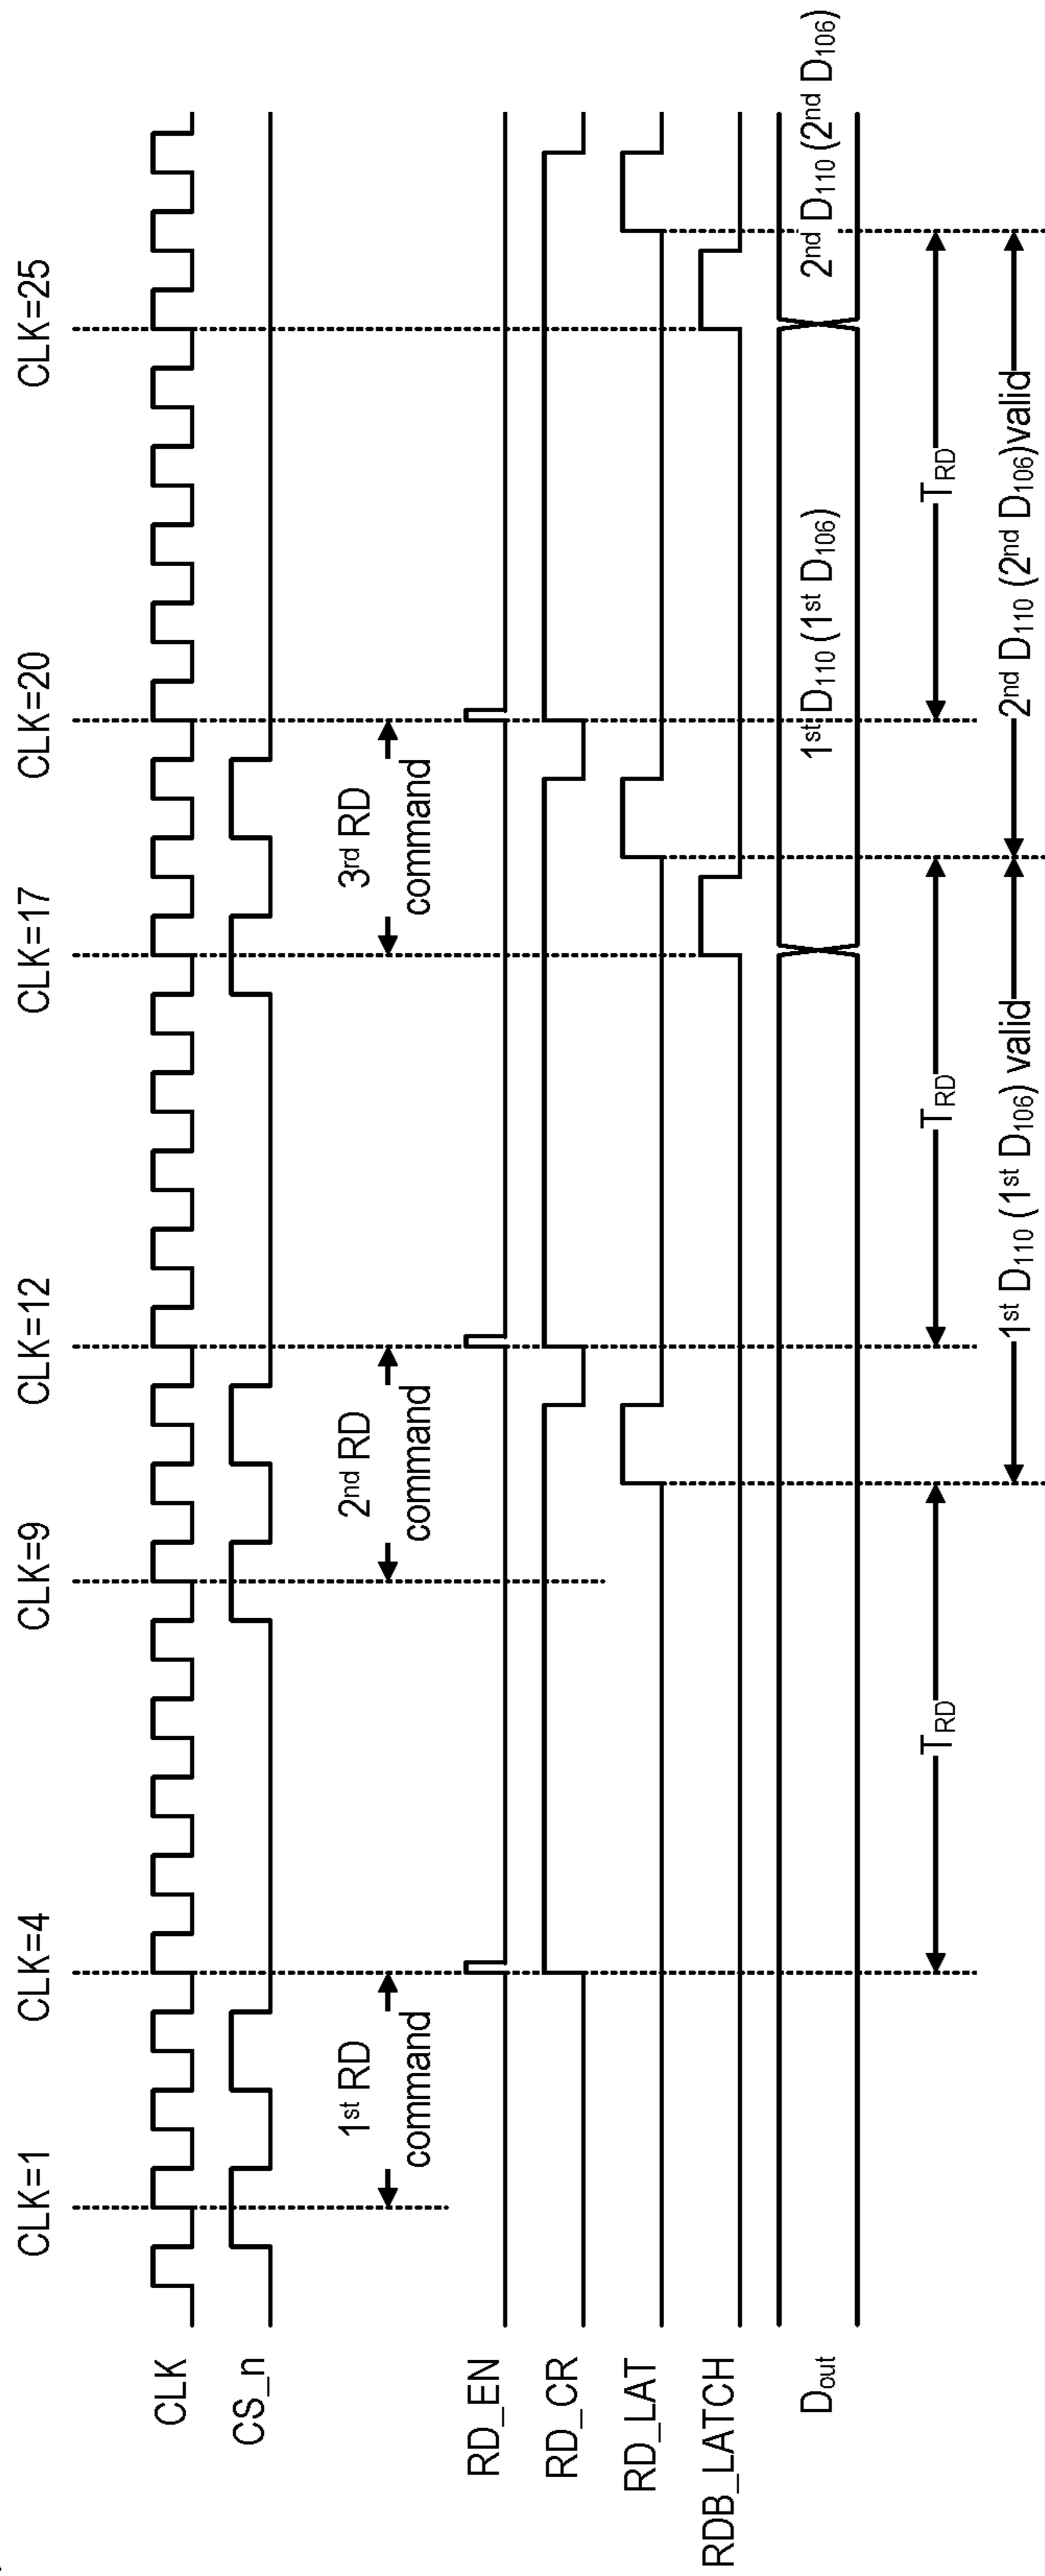 CLK=1
CLK=4
CLK=9
CLK=12
CLK=17
CLK=20
CLK=25
CLK
CS_n
1st RD
command
2nd RD
command
3rd RD
command
RD_EN
RD_CR
RD_LAT
RDB_LATCH
Dout
1st D110 (1st D106)
2nd D110 (2nd D106)
TRD
TRD
TRD
1st D110 (1st D106) valid
2nd D110 (2nd D106)valid